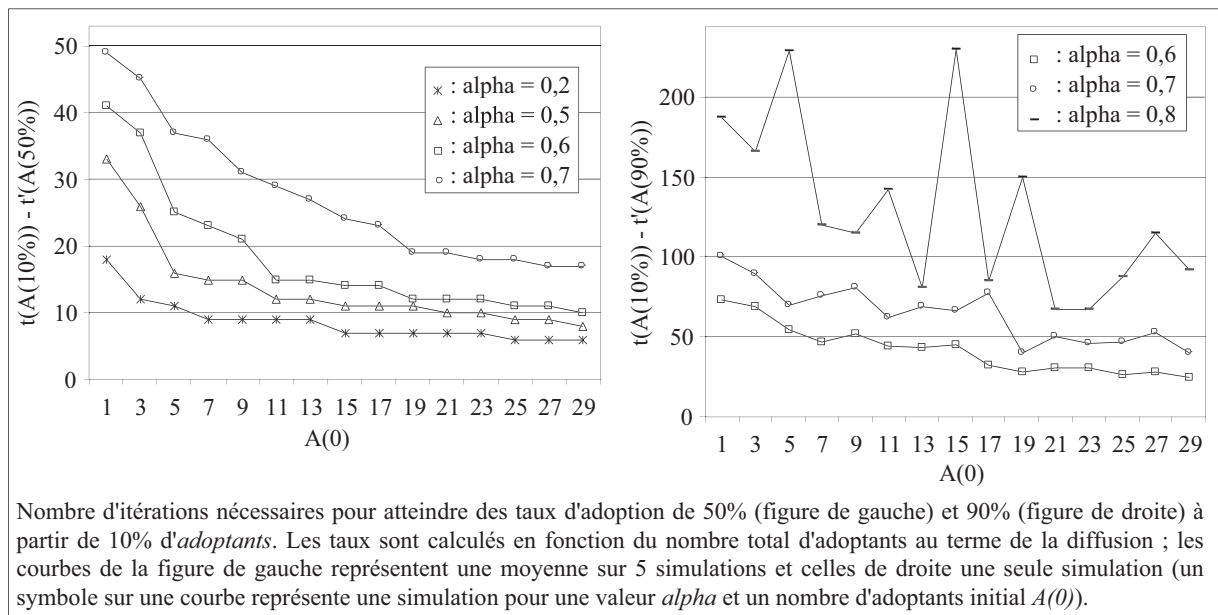 50
40
30
20
10
0
t(A(10%)) - t'(A(50%))
: alpha = 0,2
: alpha = 0,5
: alpha = 0,6
: alpha = 0,7
1 3 5 7 9 11 13 15 17 19 21 23 25 27 29
A(0)
200
150
100
50
0
t(A(10%)) - t'(A(90%))
: alpha = 0,6
: alpha = 0,7
: alpha = 0,8
1 3 5 7 9 11 13 15 17 19 21 23 25 27 29
A(0)
Nombre d'itérations nécessaires pour atteindre des taux d'adoption de 50% (figure de gauche) et 90% (figure de droite) à
partir de 10% d'adoptants. Les taux sont calculés en fonction du nombre total d'adoptants au terme de la diffusion ; les
courbes de la figure de gauche représentent une moyenne sur 5 simulations et celles de droite une seule simulation (un
symbole sur une courbe représente une simulation pour une valeur alpha et un nombre d'adoptants initial A(0)).